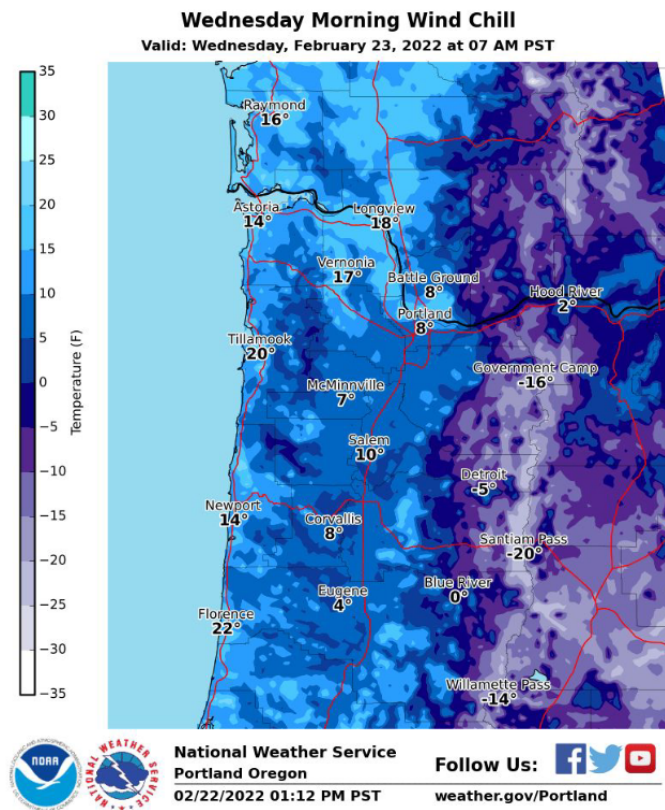 Wednesday Morning Wind Chill
Valid: Wednesday, February 23, 2022 at 07 AM PST
35
30
25
20
15
10
5
0
−5
−10
−15
−20
−25
−30
−35
Temperature (F)
Raymond
16°
Astoria
14°
Longview
18°
Vernonia
17°
Battle Ground
8°
Hood River
2°
Portland
8°
Tillamook
20°
Government Camp
-16°
McMinnville
7°
Salem
10°
Detroit
-5°
Newport
14°
Corvallis
8°
Santiam Pass
-20°
Eugene
4°
Blue River
0°
Florence
22°
Willamette Pass
-14°
NOAA
NATIONAL WEATHER SERVICE
National Weather Service
Portland Oregon
02/22/2022 01:12 PM PST
Follow Us:
weather.gov/Portland